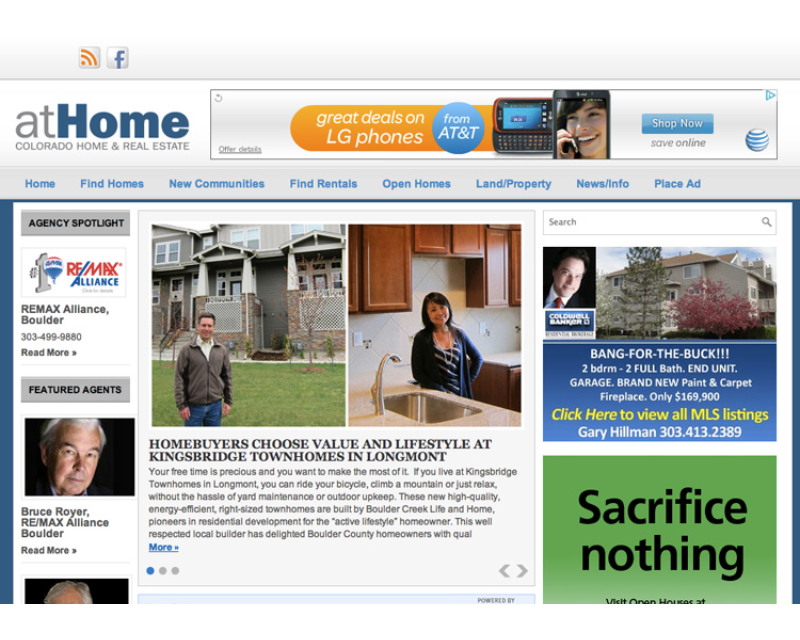 atHome
COLORADO HOME & REAL ESTATE
great deals on
LG phones
from
AT&T
Shop Now
save online
Offer details
Home Find Homes New Communities Find Rentals Open Homes Land/Property News/Info Place Ad
AGENCY SPOTLIGHT
RE/MAX
ALLIANCE
Click for details
REMAX Alliance,
Boulder
303-499-9880
Read More »
FEATURED AGENTS
Bruce Royer,
RE/MAX Alliance
Boulder
Read More »
HOMEBUYERS CHOOSE VALUE AND LIFESTYLE AT
KINGSBRIDGE TOWNHOMES IN LONGMONT
Your free time is precious and you want to make the most of it. If you live at Kingsbridge
Townhomes in Longmont, you can ride your bicycle, climb a mountain or just relax,
without the hassle of yard maintenance or outdoor upkeep. These new high-quality,
energy-efficient, right-sized townhomes are built by Boulder Creek Life and Home,
pioneers in residential development for the "active lifestyle" homeowner. This well
respected local builder has delighted Boulder County homeowners with qual
More »
POWERED BY
Search
COLDWELL
BANKER
RESIDENTIAL BROKERAGE
BANG-FOR-THE-BUCK!!!
2 bdrm - 2 FULL Bath. END UNIT.
GARAGE. BRAND NEW Paint & Carpet
Fireplace. Only $169,900
Click Here to view all MLS listings
Gary Hillman 303.413.2389
Sacrifice
nothing
Visit Open Houses at